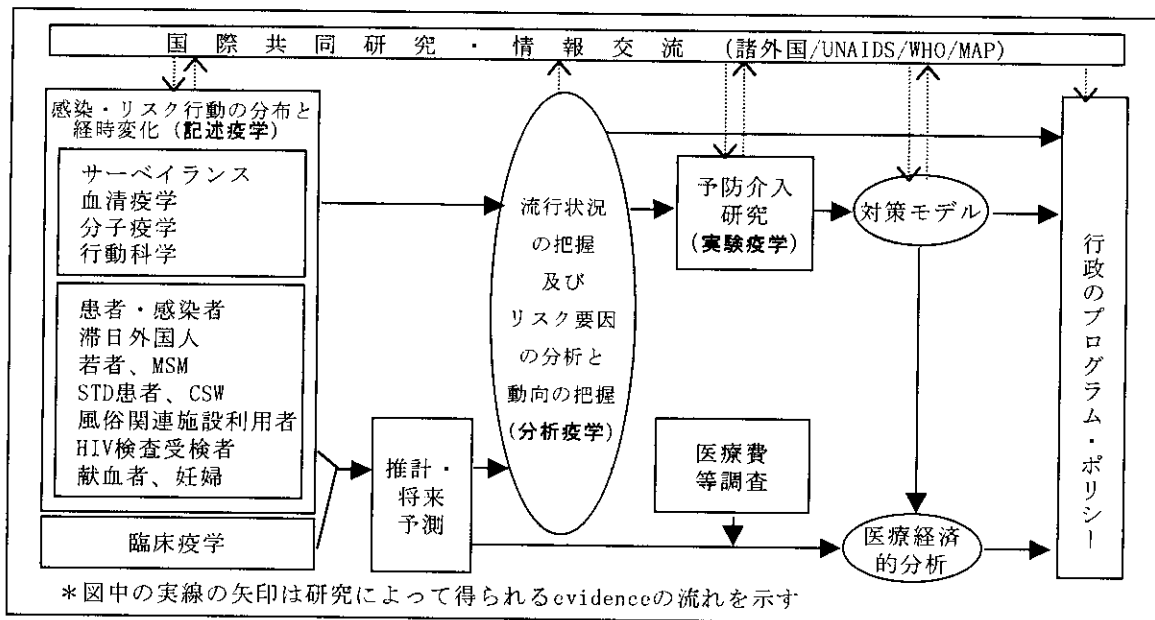 国際共同研究・情報交流 (諸外国/UNAIDS/WHO/MAP)
感染・リスク行動の分布と
経時変化 (記述疫学)
サーベイランス
血清疫学
分子疫学
行動科学
患者・感染者
滞日外国人
若者、MSM
STD患者、CSW
風俗関連施設利用者
HIV検査受検者
献血者、妊婦
臨床疫学
推計・
将来
予測
流行状況
の把握
及び
リスク要因
の分析と
動向の把握
(分析疫学)
予防介入
研究
(実験疫学)
対策モデル
医療費
等調査
医療経済
的分析
行政のプログラム・ポリシー
*図中の実線の矢印は研究によって得られるevidenceの流れを示す